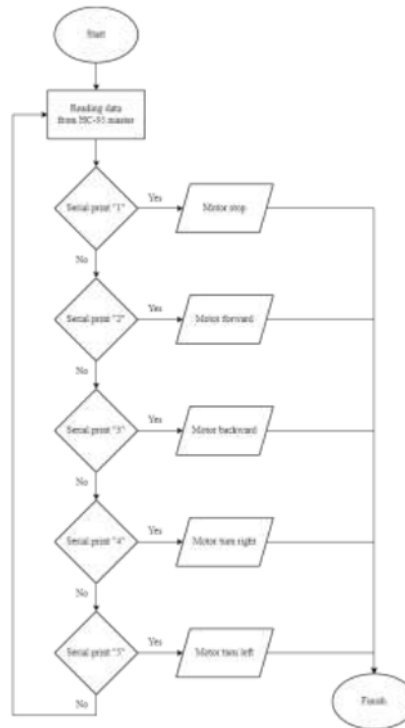 Start
Reading data
from HC-05 master
Serial print "1"
Yes
Motor stop
No
Serial print "2"
Yes
Motor forward
No
Serial print "3"
Yes
Motor backward
No
Serial print "4"
Yes
Motor turn right
No
Serial print "5"
Yes
Motor turn left
No
Finish